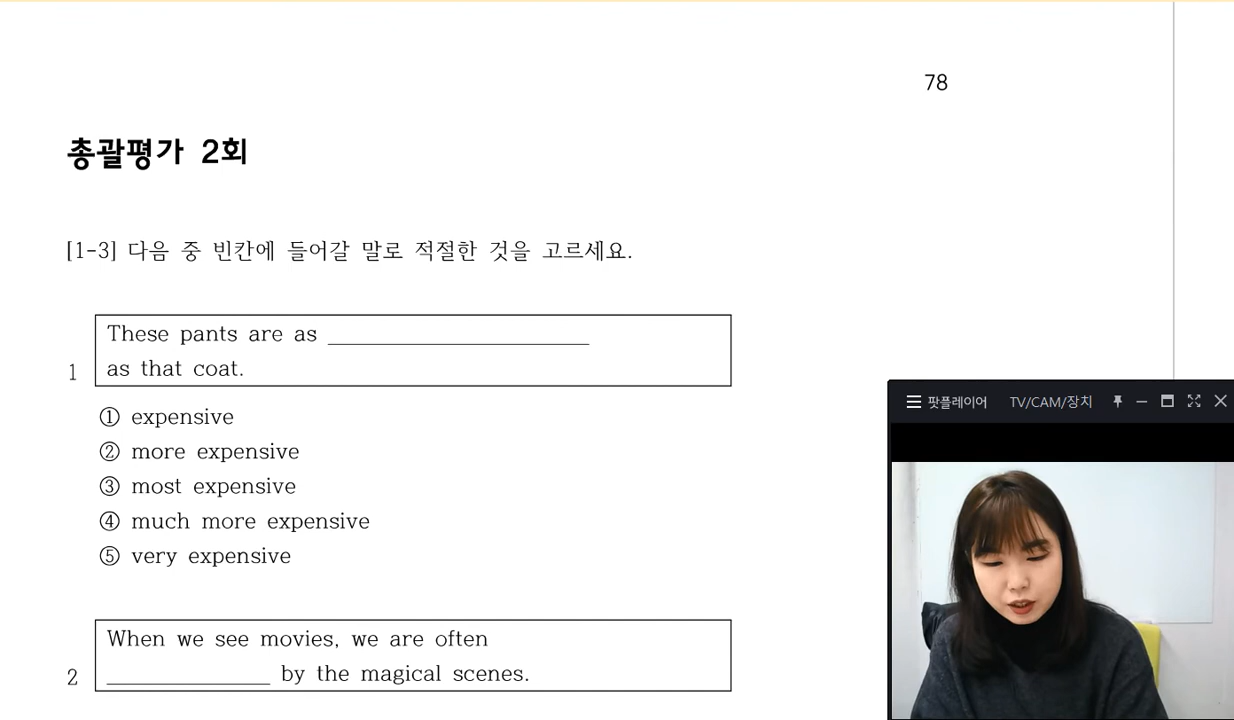 78
총괄평가 2회
[1-3] 다음 중 빈칸에 들어갈 말로 적절한 것을 고르세요.
1
These pants are as ____________________
as that coat.
① expensive
② more expensive
③ most expensive
④ much more expensive
⑤ very expensive
2
When we see movies, we are often
____________ by the magical scenes.
팟플레이어 TV/CAM/장치